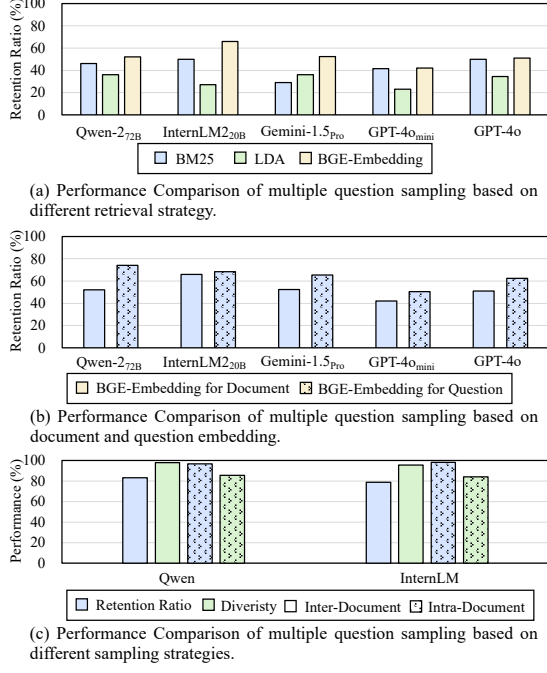 Retention Ratio (%)
100
80
60
40
20
0
Qwen-272B InternLM220B Gemini-1.5Pro GPT-4omini GPT-4o
BM25 LDA BGE-Embedding
(a) Performance Comparison of multiple question sampling based on
different retrieval strategy.
Retention Ratio (%)
100
80
60
40
20
0
Qwen-272B InternLM220B Gemini-1.5Pro GPT-4omini GPT-4o
BGE-Embedding for Document BGE-Embedding for Question
(b) Performance Comparison of multiple question sampling based on
document and question embedding.
Performance (%)
100
80
60
40
20
0
Qwen InternLM
Retention Ratio Diveristy Inter-Document Intra-Document
(c) Performance Comparison of multiple question sampling based on
different sampling strategies.